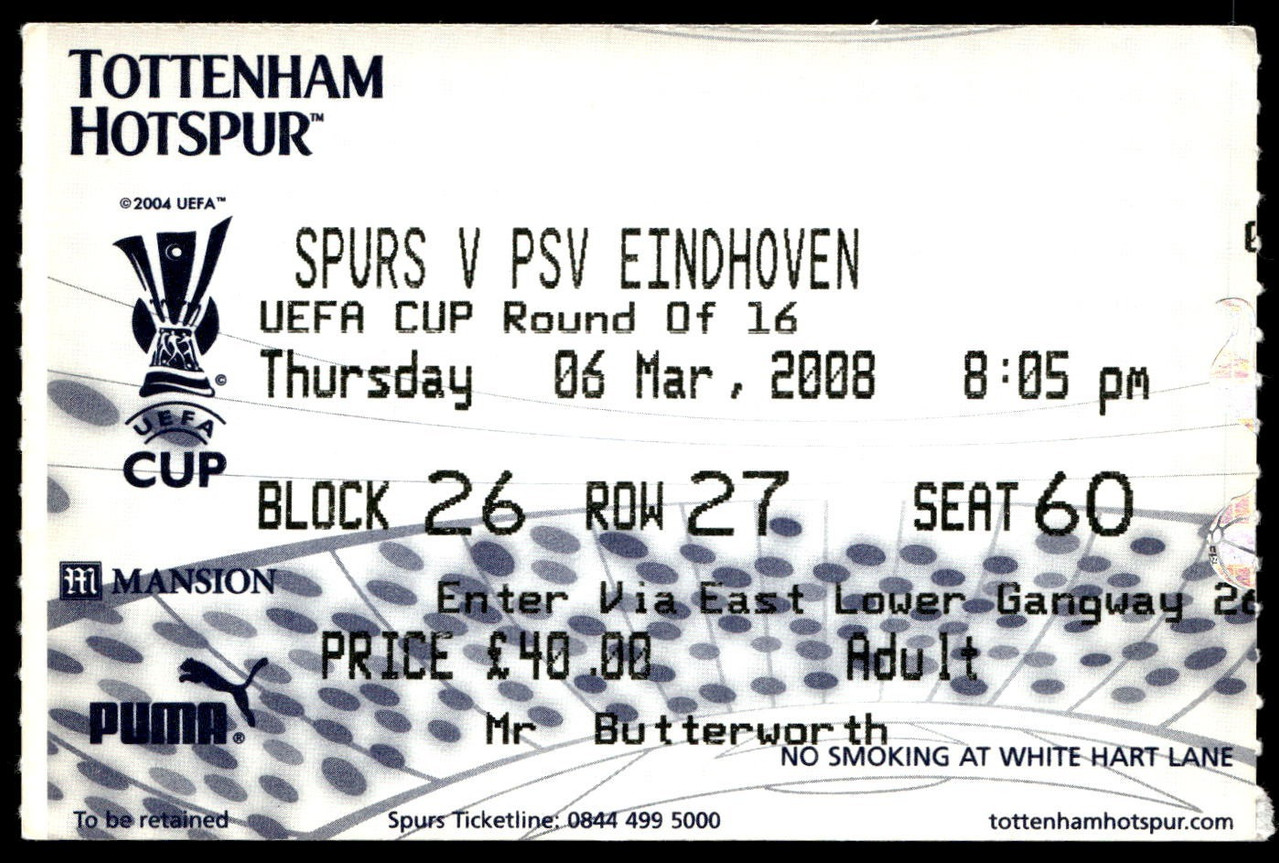 TOTTENHAM
HOTSPUR™
©2004 UEFA™
SPURS V PSV EINDHOVEN
UEFA CUP Round Of 16
Thursday 06 Mar, 2008 8:05 pm
©
UEFA
CUP
BLOCK 26 ROW 27 SEAT 60
M MANSION
Enter Via East Lower Gangway 26
PRICE £40.00 Adult
PUMA®
Mr Butterworth
NO SMOKING AT WHITE HART LANE
To be retained Spurs Ticketline: 0844 499 5000 tottenhamhotspur.com